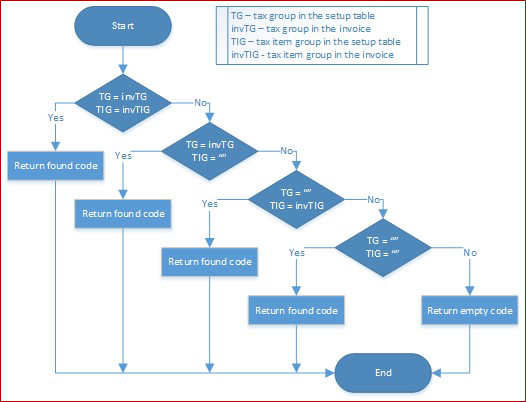 Start
TG – tax group in the setup table
invTG – tax group in the invoice
TIG – tax item group in the setup table
invTIG - tax item group in the invoice
TG = invTG
TIG = invTIG
Yes
No
Return found code
TG = invTG
TIG = “”
Yes
No
Return found code
TG = “”
TIG = invTIG
Yes
No
Return found code
TG = “”
TIG = “”
Yes
No
Return found code
Return empty code
End